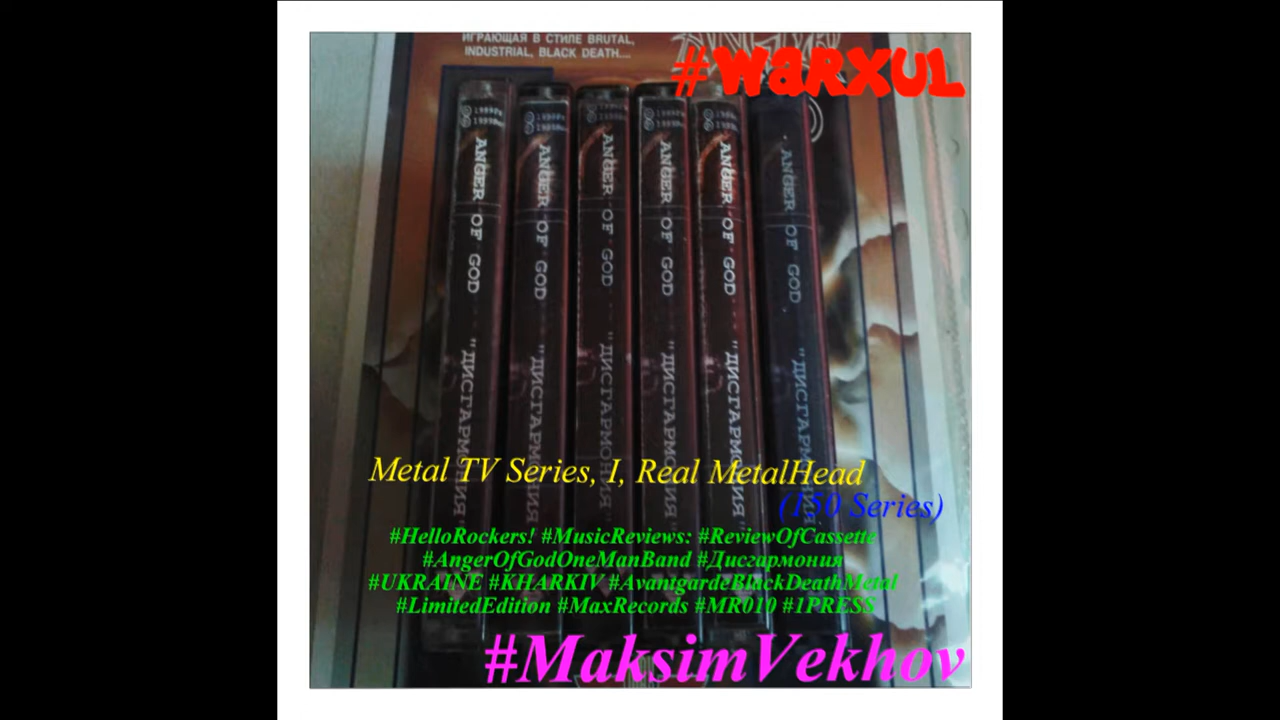 ИГРАЮЩАЯ В СТИЛЕ BRUTAL,
INDUSTRIAL, BLACK DEATH...
#WARXUL
ANGER OF GOD "ДИСГАРМОНИЯ"
ANGER OF GOD "ДИСГАРМОНИЯ"
ANGER OF GOD "ДИСГАРМОНИЯ"
ANGER OF GOD "ДИСГАРМОНИЯ"
ANGER OF GOD "ДИСГАРМОНИЯ"
ANGER OF GOD "ДИСГАРМОНИЯ"
Metal TV Series, I, Real MetalHead
(150 Series)
#HelloRockers! #MusicReviews: #ReviewOfCassette
#AngerOfGodOneManBand #Дисгармония
#UKRAINE #KHARKIV #AvantgardeBlackDeathMetal
#LimitedEdition #MaxRecords #MR010 #1PRESS
#MaksimVekhov